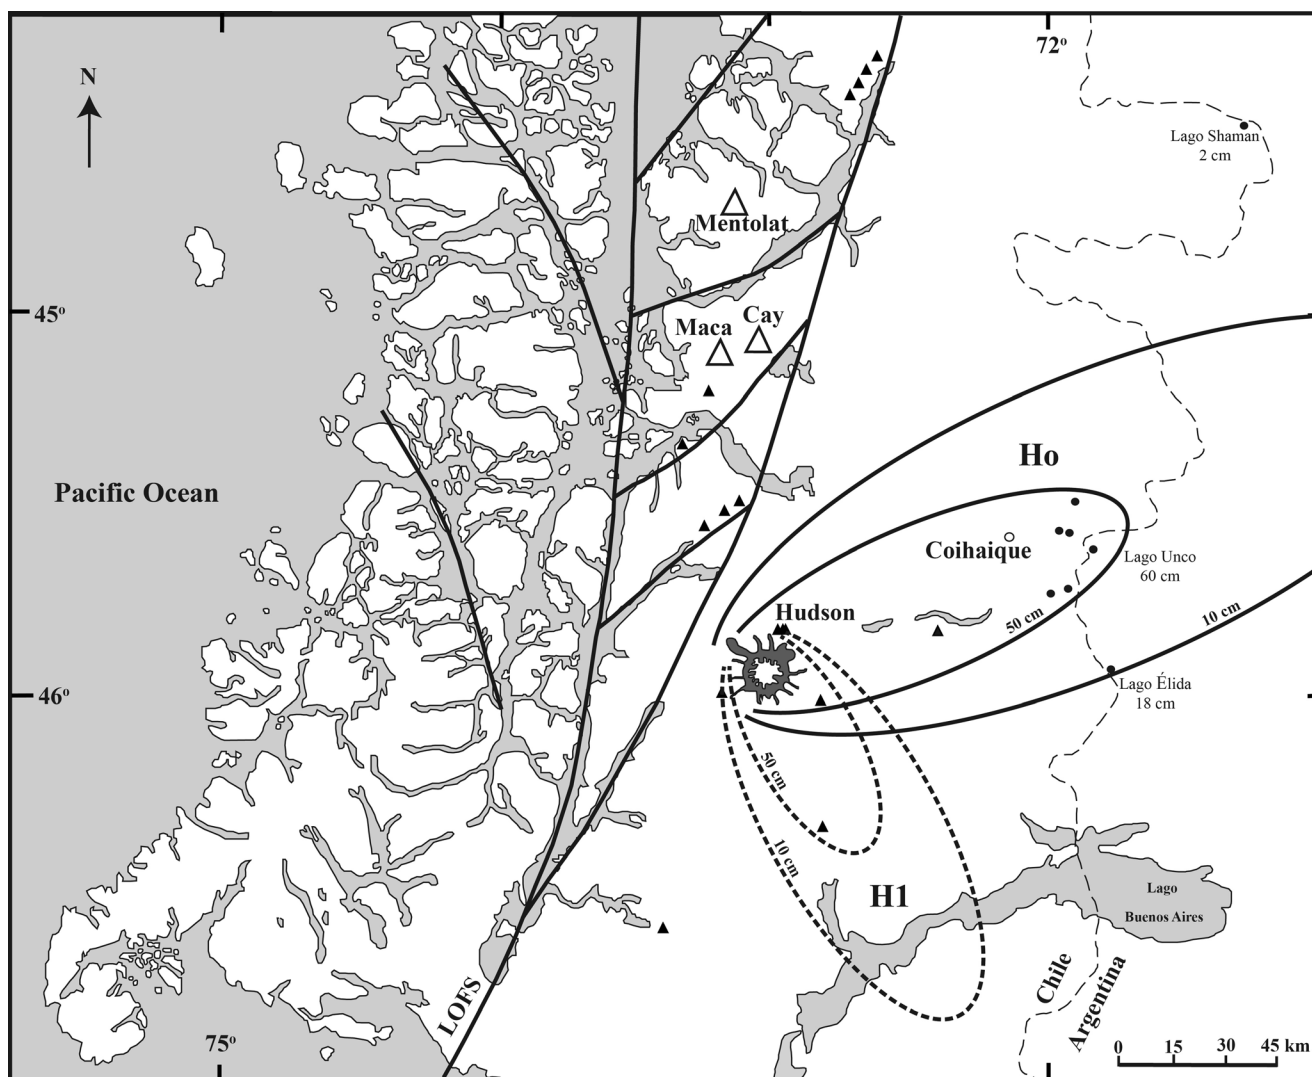 N
72º
Lago Shaman
2 cm
Mentolat
45º
Maca
Cay
Ho
Pacific Ocean
Coihaique
Lago Unco
60 cm
50 cm
10 cm
Hudson
46º
Lago Élida
18 cm
50 cm
10 cm
H1
Lago
Buenos Aires
LOFS
Chile
Argentina
75º
0 15 30 45 km